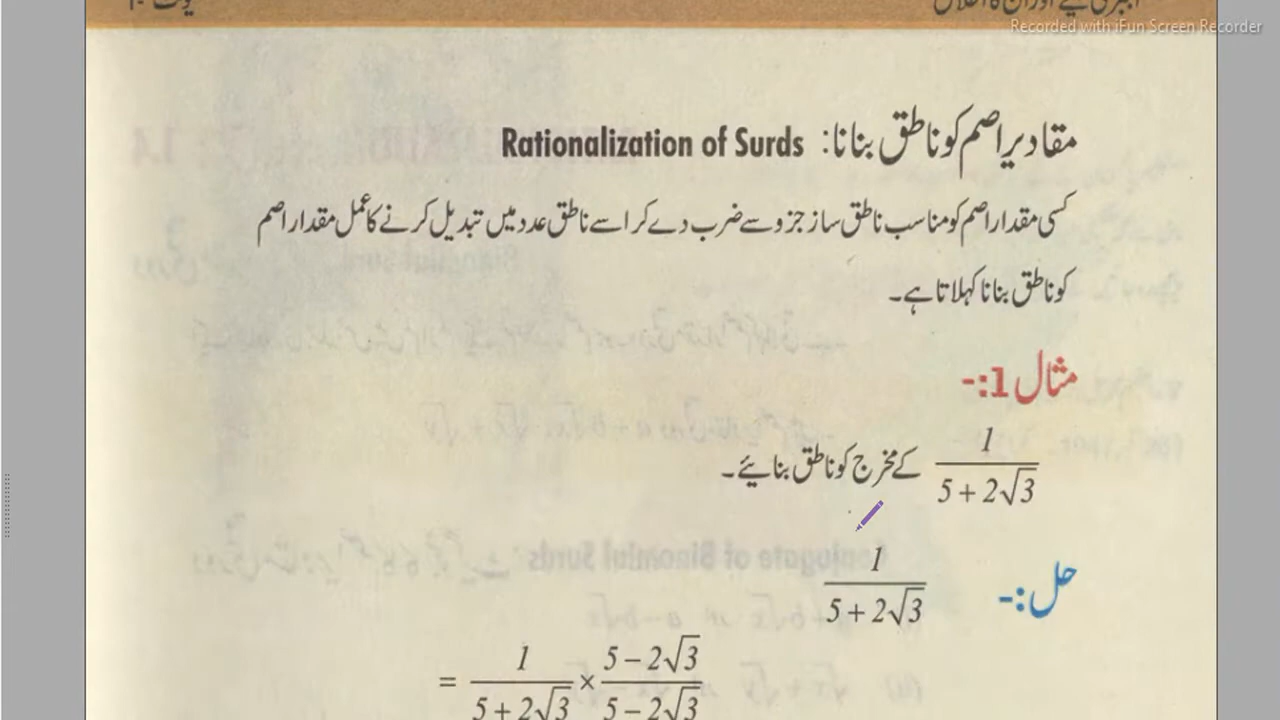 Recorded with iFun Screen Recorder
مقادیر اصم کو ناطق بنانا: Rationalization of Surds
کسی مقدار اصم کو مناسب ناطق ساز جزو سے ضرب دے کر اسے ناطق عدد میں تبدیل کرنے کا عمل مقدار اصم
کو ناطق بنانا کہلاتا ہے۔
مثال 1:-
1/(5 + 2√3) کے مخرج کو ناطق بنایئے۔
حل:- 1/(5 + 2√3)
= 1/(5 + 2√3) × (5 − 2√3)/(5 − 2√3)